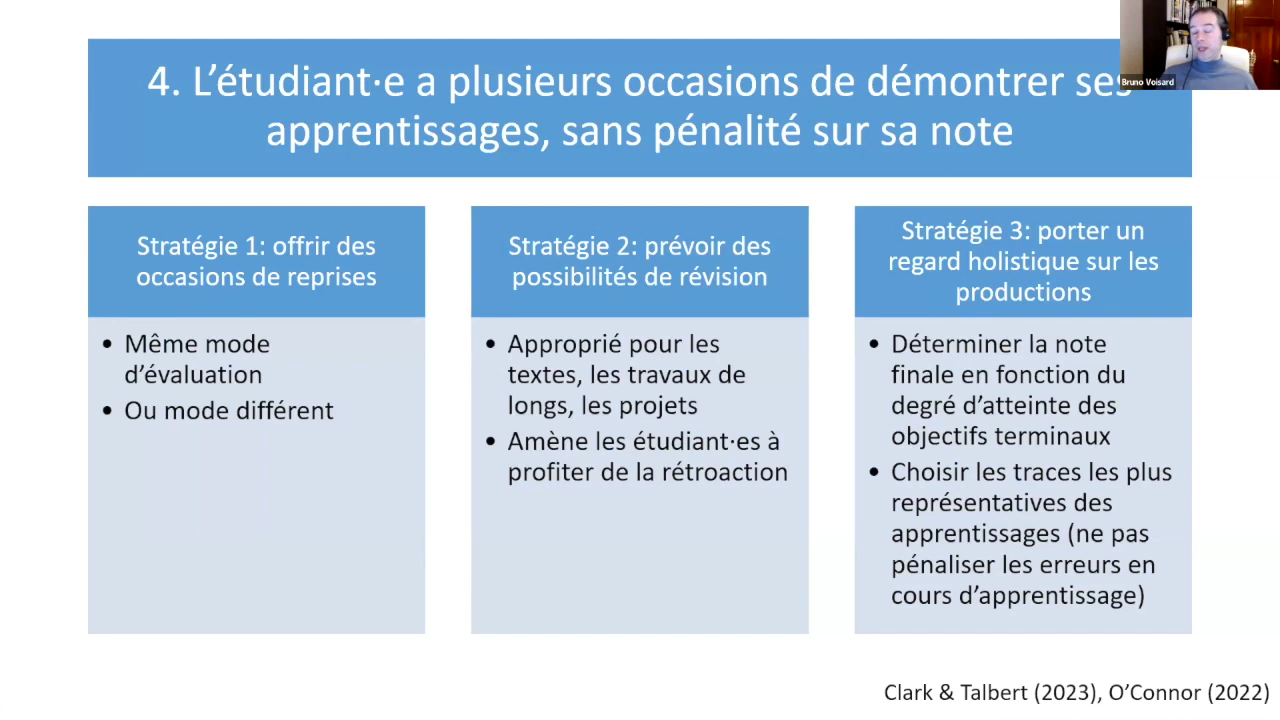 4. L’étudiant·e a plusieurs occasions de démontrer ses
apprentissages, sans pénalité sur sa note
Bruno Voisard
Stratégie 1: offrir des
occasions de reprises
• Même mode
d’évaluation
• Ou mode différent
Stratégie 2: prévoir des
possibilités de révision
• Approprié pour les
textes, les travaux de
longs, les projets
• Amène les étudiant·es à
profiter de la rétroaction
Stratégie 3: porter un
regard holistique sur les
productions
• Déterminer la note
finale en fonction du
degré d’atteinte des
objectifs terminaux
• Choisir les traces les plus
représentatives des
apprentissages (ne pas
pénaliser les erreurs en
cours d’apprentissage)
Clark & Talbert (2023), O’Connor (2022)